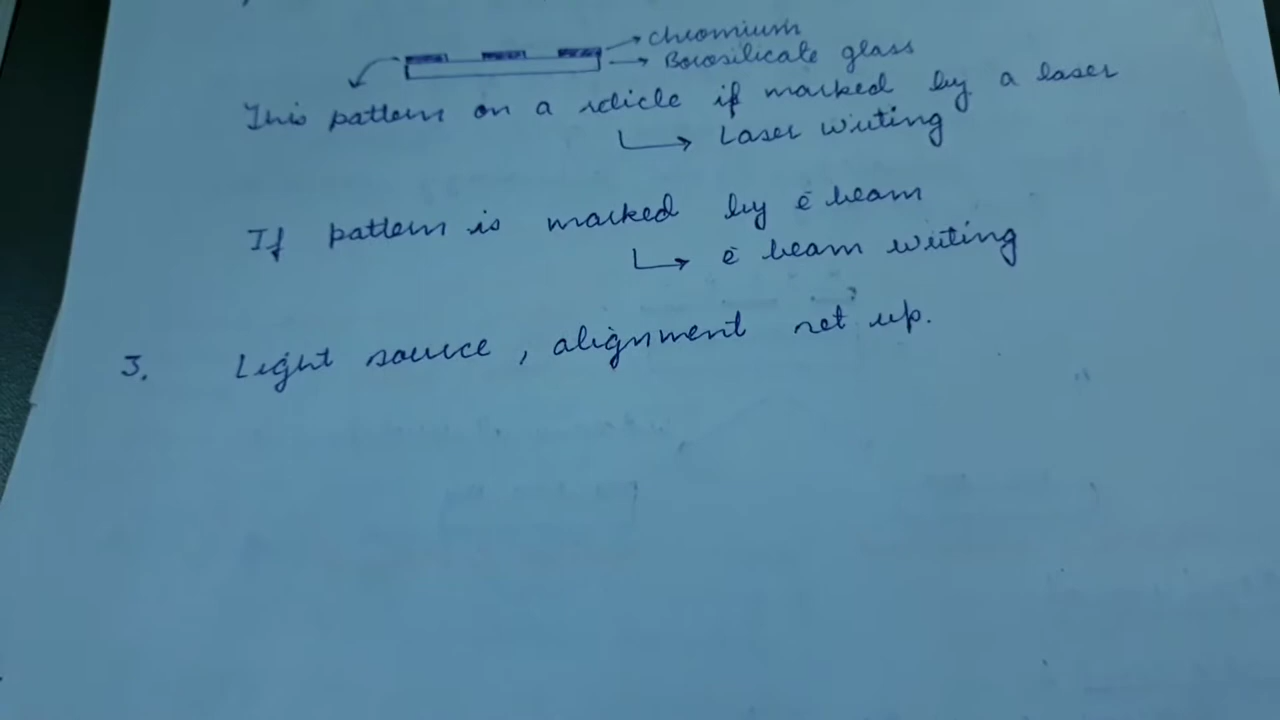 chromium
Borosilicate glass
This pattern on a reticle if marked by a laser
Laser writing
If pattern is marked by ē beam
ē beam writing
3. Light source, alignment set up.